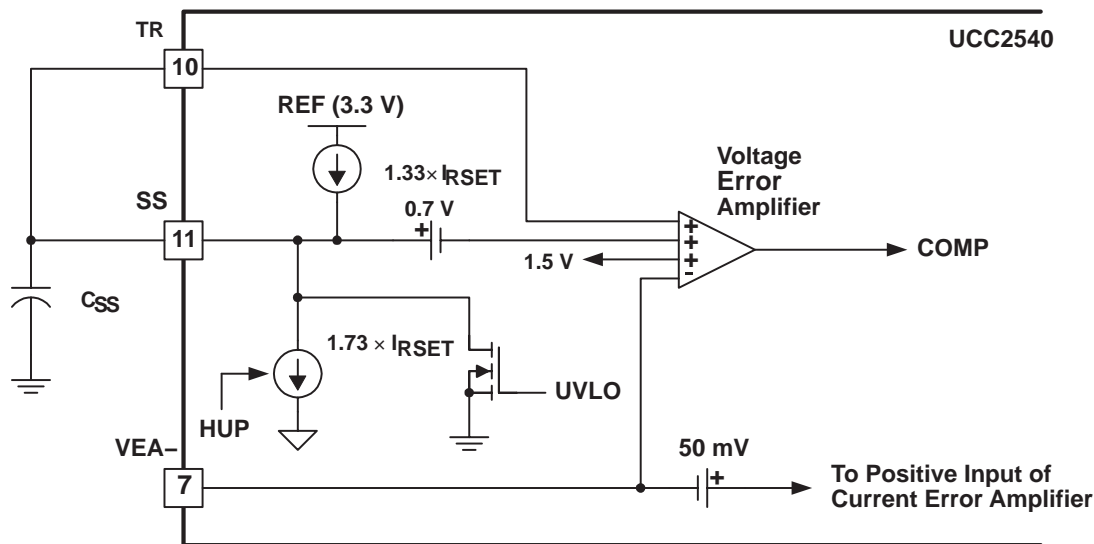 TR
UCC2540
10
REF (3.3 V)
1.33 × IRSET
Voltage
Error
Amplifier
SS
0.7 V
+
11
+
+
+
-
1.5 V
COMP
CSS
1.73 × IRSET
UVLO
HUP
VEA–
50 mV
7
+
To Positive Input of
Current Error Amplifier